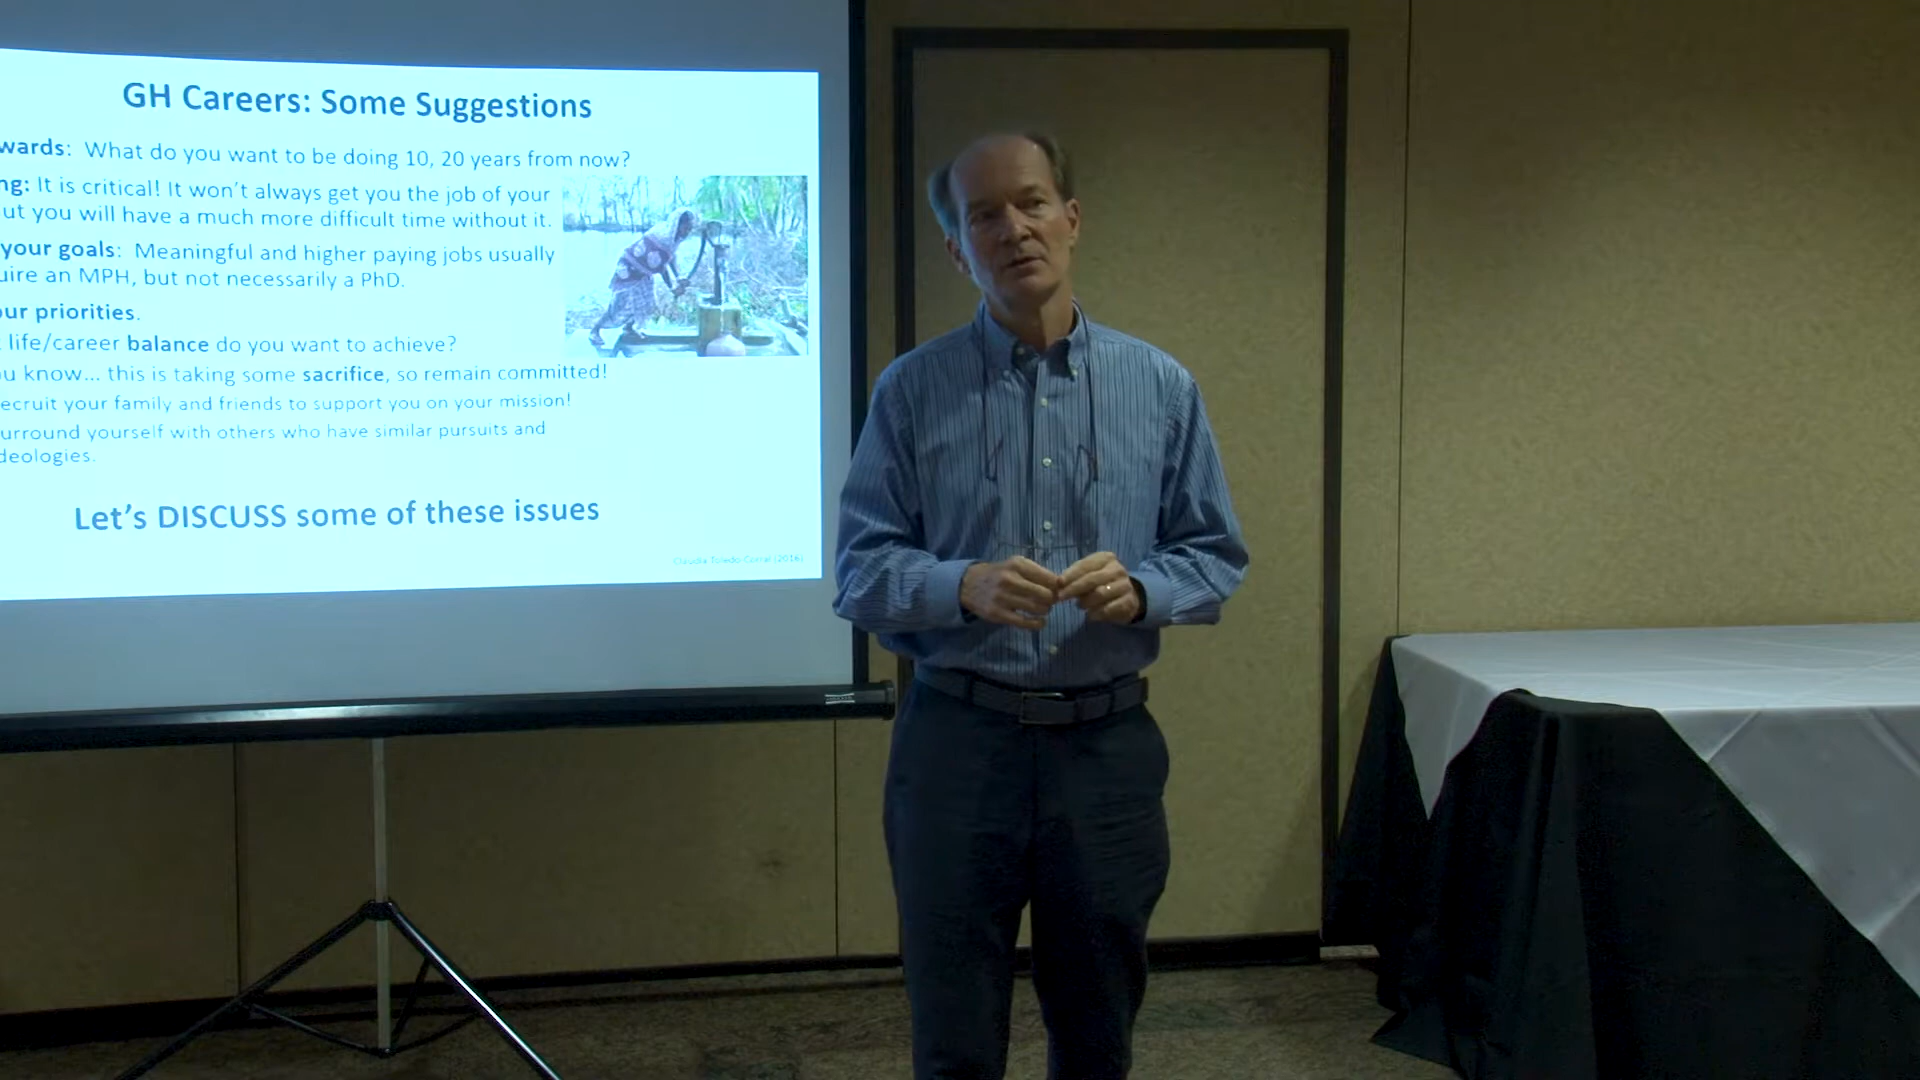 GH Careers: Some Suggestions
wards: What do you want to be doing 10, 20 years from now?
ng: It is critical! It won't always get you the job of your
ut you will have a much more difficult time without it.
your goals: Meaningful and higher paying jobs usually
uire an MPH, but not necessarily a PhD.
our priorities.
life/career balance do you want to achieve?
u know... this is taking some sacrifice, so remain committed!
ecruit your family and friends to support you on your mission!
urround yourself with others who have similar pursuits and
deologies.
Let's DISCUSS some of these issues
Claudia Toledo-Corral (2016)